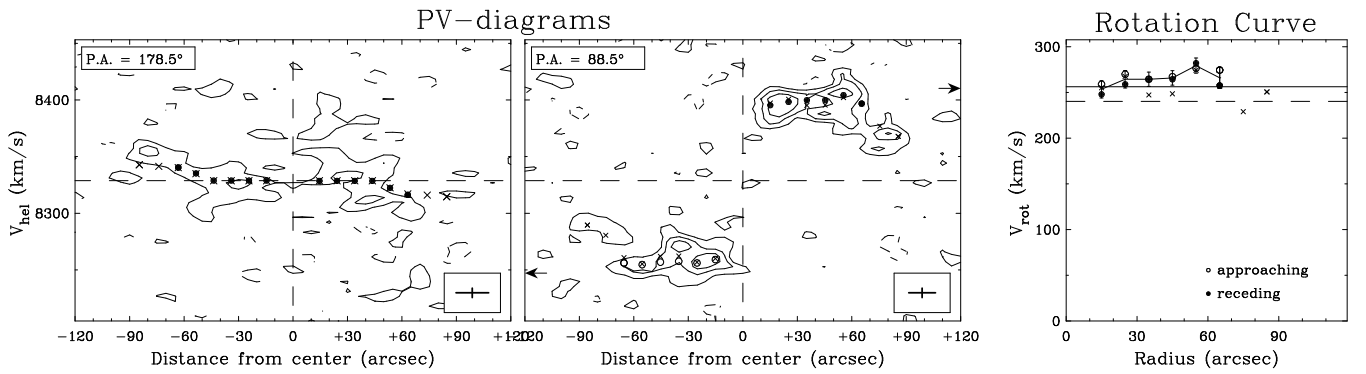 PV-diagrams
Rotation Curve
P.A. = 178.5°
P.A. = 88.5°
8400
8300
V_hel (km/s)
-120 -90 -60 -30 0 +30 +60 +90 +120
Distance from center (arcsec)
-120 -90 -60 -30 0 +30 +60 +90 +120
Distance from center (arcsec)
300
200
100
0
V_rot (km/s)
approaching
receding
0 30 60 90
Radius (arcsec)